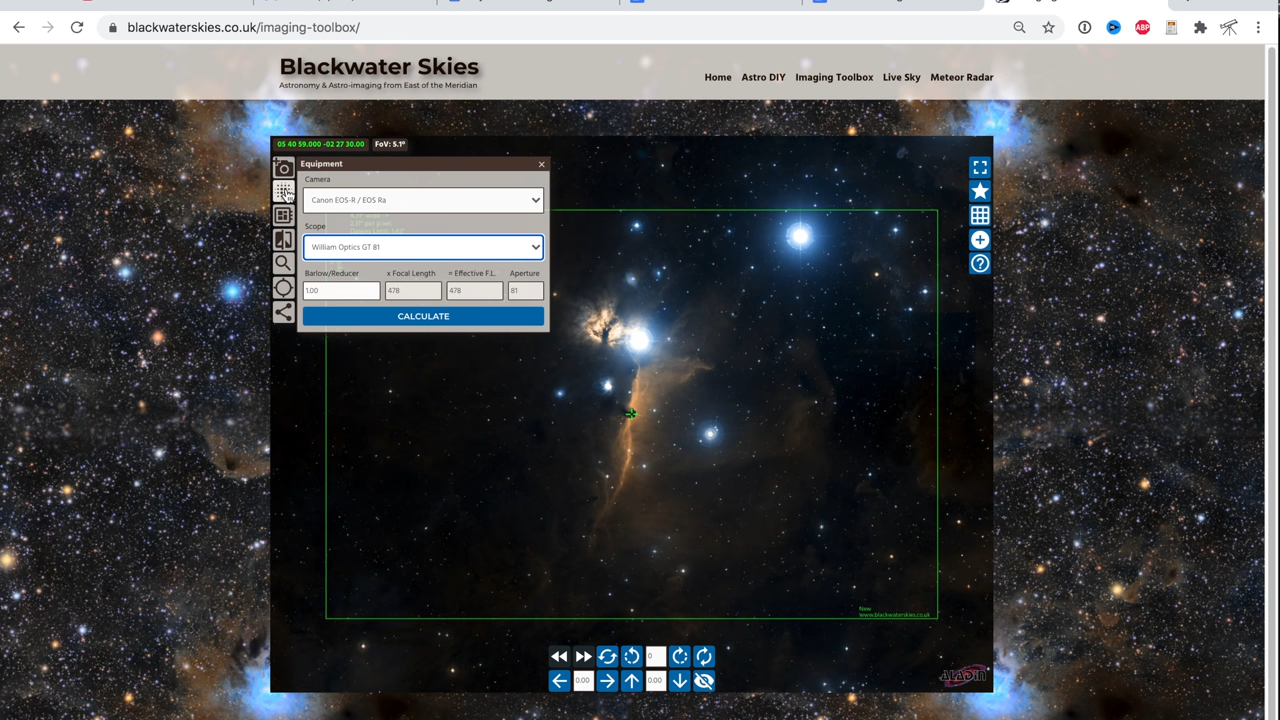 blackwaterskies.co.uk/imaging-toolbox/
ABP
Blackwater Skies
Astronomy & Astro-imaging from East of the Meridian
Home Astro DIY Imaging Toolbox Live Sky Meteor Radar
05 40 59.000 -02 27 30.00 FoV: 5.1°
Equipment
Camera
Canon EOS-R / EOS Ra
Scope
William Optics GT 81
Barlow/Reducer x Focal Length = Effective F.L. Aperture
1.00 478 478 81
CALCULATE
New
www.blackwaterskies.co.uk
0
0.00 0.00
ALADIN